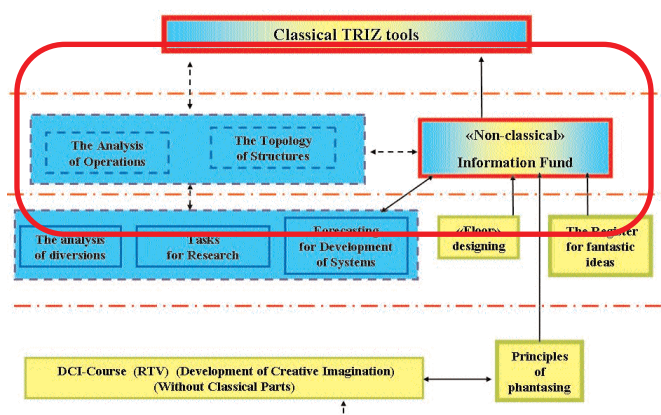 Classical TRIZ tools
The Analysis
of Operations
The Topology
of Structures
«Non-classical»
Information Fund
The analysis
of diversions
Tasks
for Research
Forecasting
for Development
of Systems
«Floor»
designing
The Register
for fantastic
ideas
DCI-Course (RTV) (Development of Creative Imagination)
(Without Classical Parts)
Principles
of
phantasing